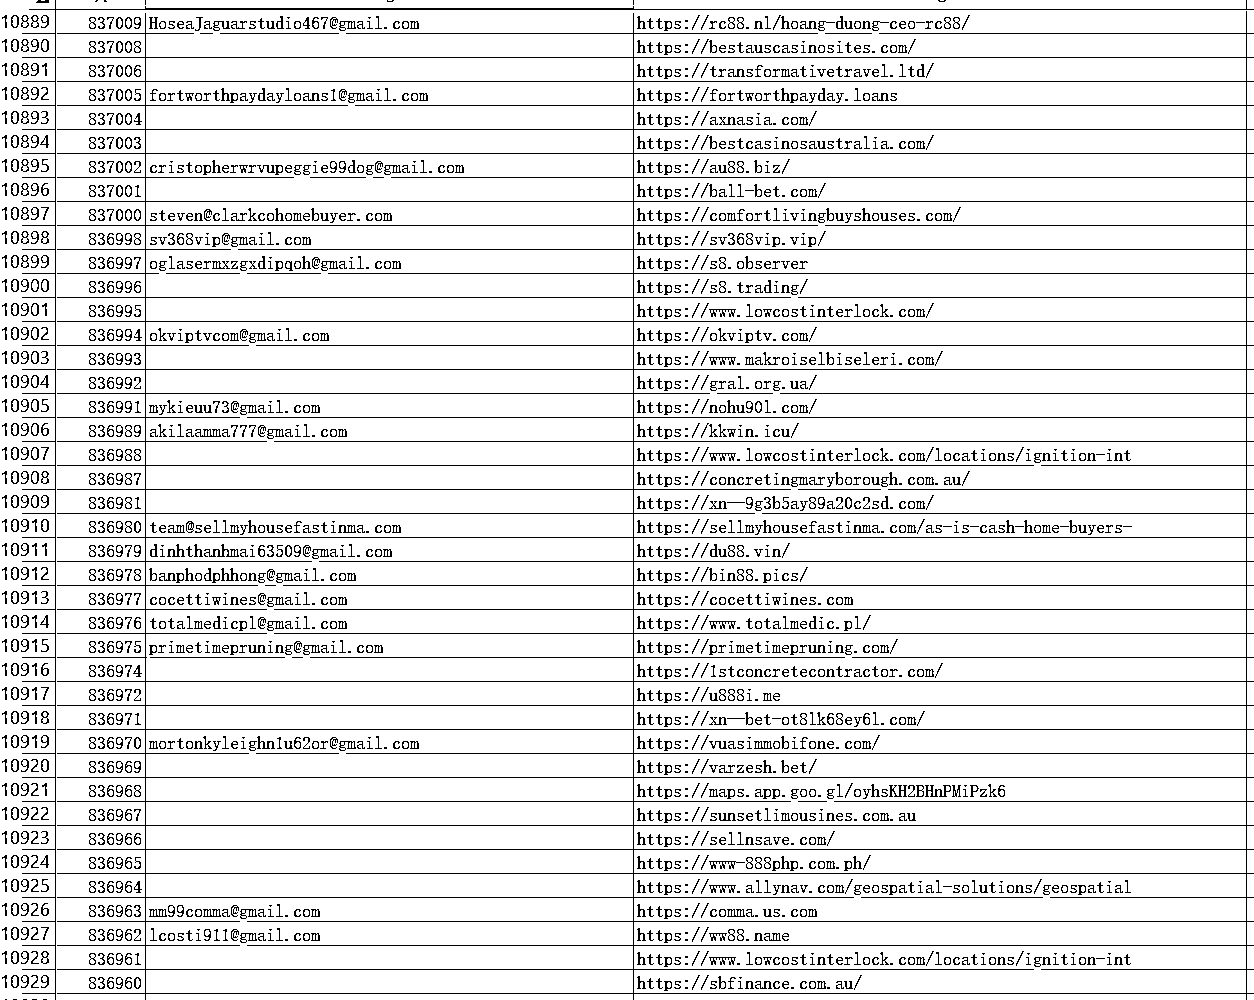 10889 837009 HoseaJaguarstudio467@gmail.com https://rc88.nl/hoang-duong-ceo-rc88/
10890 837008 https://bestauscasinosites.com/
10891 837006 https://transformativetravel.ltd/
10892 837005 fortworthpaydayloans1@gmail.com https://fortworthpayday.loans
10893 837004 https://axnasia.com/
10894 837003 https://bestcasinosaustralia.com/
10895 837002 cristopherwrvupeggie99dog@gmail.com https://au88.biz/
10896 837001 https://ball-bet.com/
10897 837000 steven@clarkcohomebuyer.com https://comfortlivingbuyshouses.com/
10898 836998 sv368vip@gmail.com https://sv368vip.vip/
10899 836997 oglasermxzgxdipqoh@gmail.com https://s8.observer
10900 836996 https://s8.trading/
10901 836995 https://www.lowcostinterlock.com/
10902 836994 okviptvcom@gmail.com https://okviptv.com/
10903 836993 https://www.makroiselbiseleri.com/
10904 836992 https://gral.org.ua/
10905 836991 mykieuu73@gmail.com https://nohu90l.com/
10906 836989 akilaamma777@gmail.com https://kkwin.icu/
10907 836988 https://www.lowcostinterlock.com/locations/ignition-int
10908 836987 https://concretingmaryborough.com.au/
10909 836981 https://xn--9g3b5ay89a20c2sd.com/
10910 836980 team@sellmyhousefastinma.com https://sellmyhousefastinma.com/as-is-cash-home-buyers-
10911 836979 dinhthanhmai63509@gmail.com https://du88.vin/
10912 836978 banphodphhong@gmail.com https://bin88.pics/
10913 836977 cocettiwines@gmail.com https://cocettiwines.com
10914 836976 totalmedicpl@gmail.com https://www.totalmedic.pl/
10915 836975 primetimepruning@gmail.com https://primetimepruning.com/
10916 836974 https://1stconcretecontractor.com/
10917 836972 https://u888i.me
10918 836971 https://xn--bet-ot8lk68ey6l.com/
10919 836970 mortonkyleighn1u62or@gmail.com https://vuasimmobifone.com/
10920 836969 https://varzesh.bet/
10921 836968 https://maps.app.goo.gl/oyhsKH2BHnPMiPzk6
10922 836967 https://sunsetlimousines.com.au
10923 836966 https://sellnsave.com/
10924 836965 https://www-888php.com.ph/
10925 836964 https://www.allynav.com/geospatial-solutions/geospatial
10926 836963 mm99comma@gmail.com https://comma.us.com
10927 836962 lcosti911@gmail.com https://ww88.name
10928 836961 https://www.lowcostinterlock.com/locations/ignition-int
10929 836960 https://sbfinance.com.au/